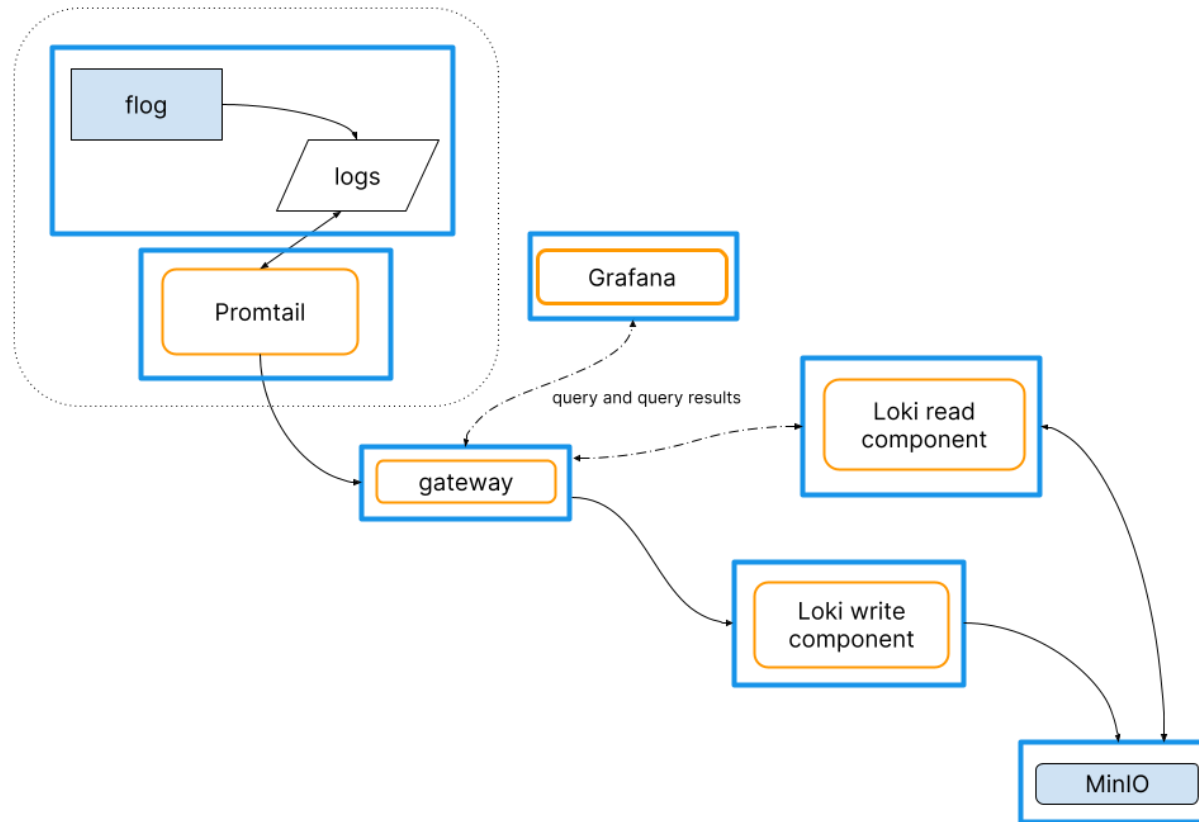 flog
logs
Promtail
Grafana
query and query results
Loki read
component
gateway
Loki write
component
MinIO